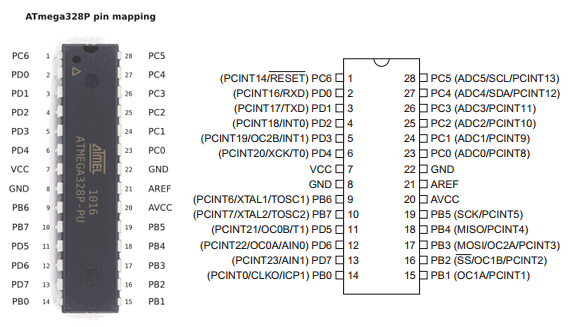 ATmega328P pin mapping
PC6 1 28 PC5
PD0 2 27 PC4
PD1 3 26 PC3
PD2 4 25 PC2
PD3 5 24 PC1
PD4 6 23 PC0
VCC 7 22 GND
GND 8 21 AREF
PB6 9 20 AVCC
PB7 10 19 PB5
PD5 11 18 PB4
PD6 12 17 PB3
PD7 13 16 PB2
PB0 14 15 PB1
ATMEL 1016
ATMEGA328P-PU
(PCINT14/RESET) PC6 1 28 PC5 (ADC5/SCL/PCINT13)
(PCINT16/RXD) PD0 2 27 PC4 (ADC4/SDA/PCINT12)
(PCINT17/TXD) PD1 3 26 PC3 (ADC3/PCINT11)
(PCINT18/INT0) PD2 4 25 PC2 (ADC2/PCINT10)
(PCINT19/OC2B/INT1) PD3 5 24 PC1 (ADC1/PCINT9)
(PCINT20/XCK/T0) PD4 6 23 PC0 (ADC0/PCINT8)
VCC 7 22 GND
GND 8 21 AREF
(PCINT6/XTAL1/TOSC1) PB6 9 20 AVCC
(PCINT7/XTAL2/TOSC2) PB7 10 19 PB5 (SCK/PCINT5)
(PCINT21/OC0B/T1) PD5 11 18 PB4 (MISO/PCINT4)
(PCINT22/OC0A/AIN0) PD6 12 17 PB3 (MOSI/OC2A/PCINT3)
(PCINT23/AIN1) PD7 13 16 PB2 (SS/OC1B/PCINT2)
(PCINT0/CLKO/ICP1) PB0 14 15 PB1 (OC1A/PCINT1)